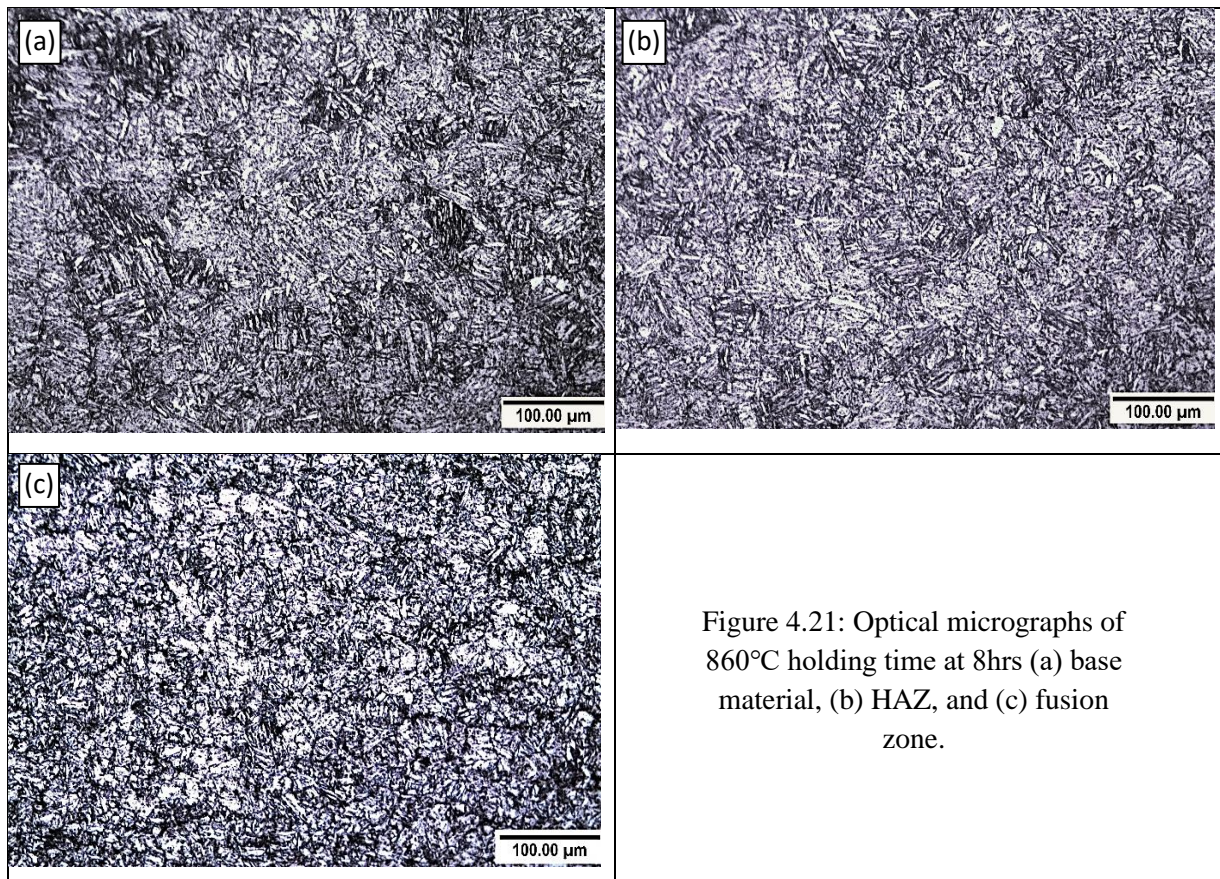 (a)
(b)
100.00 µm
100.00 µm
(c)
100.00 µm
Figure 4.21: Optical micrographs of
860°C holding time at 8hrs (a) base
material, (b) HAZ, and (c) fusion
zone.